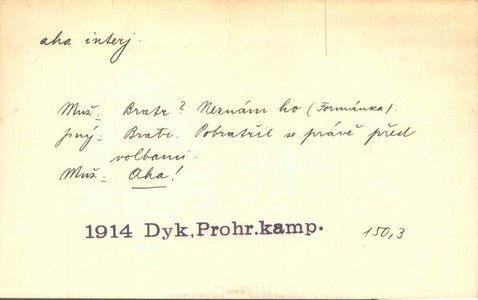 aha interj.
Muž: Bratr? Neznám ho (Formánka).
Jiný: Bratr. Pobratřil se právě před
volbami.
Muž: Aha!
1914 Dyk, Prohr.kamp. 150,3